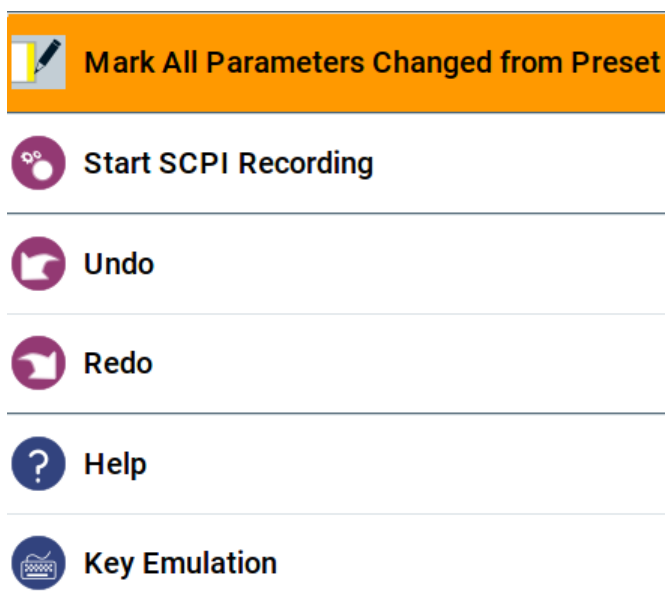 Mark All Parameters Changed from Preset
Start SCPI Recording
Undo
Redo
Help
Key Emulation